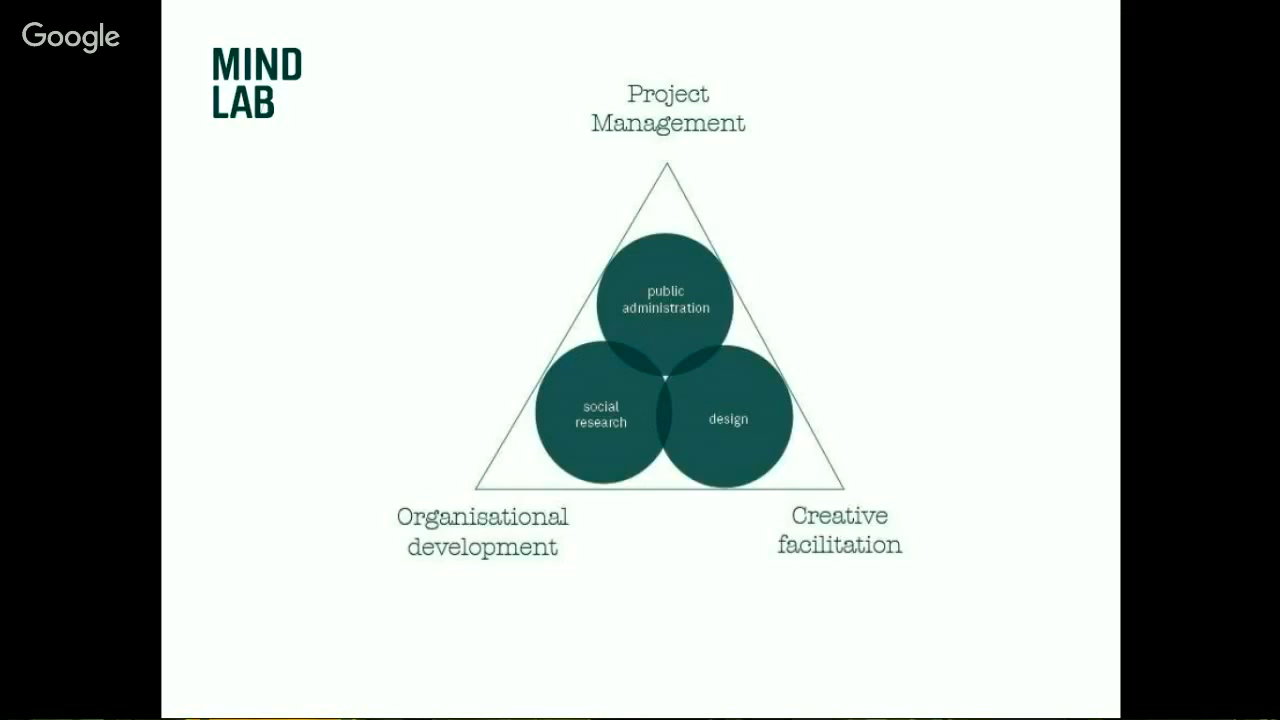 Google
MIND
LAB
Project
Management
public
administration
social
research
design
Organisational
development
Creative
facilitation